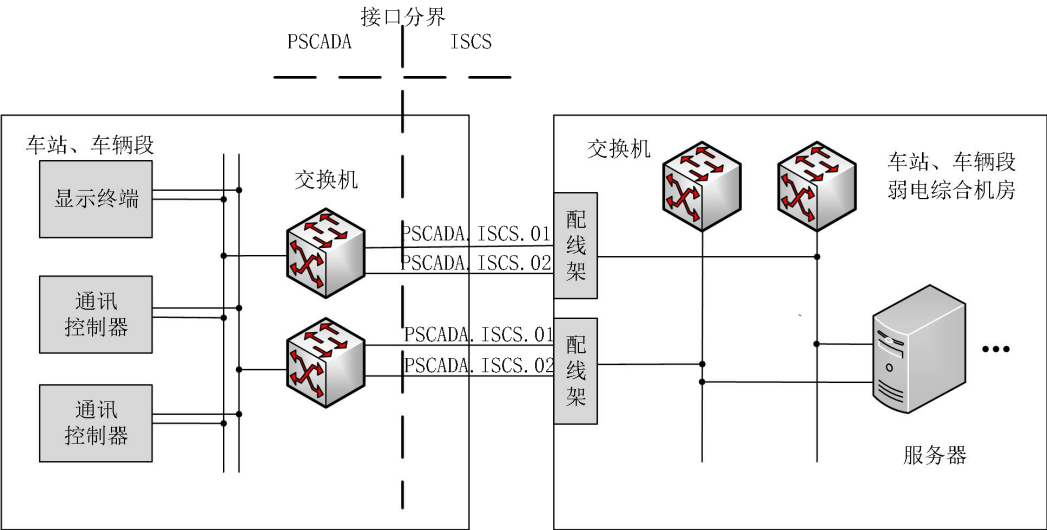 接口分界
PSCADA
ISCS
车站、车辆段
显示终端
交换机
通讯
控制器
通讯
控制器
PSCADA.ISCS.01
PSCADA.ISCS.02
PSCADA.ISCS.01
PSCADA.ISCS.02
配
线
架
配
线
架
交换机
车站、车辆段
弱电综合机房
服务器